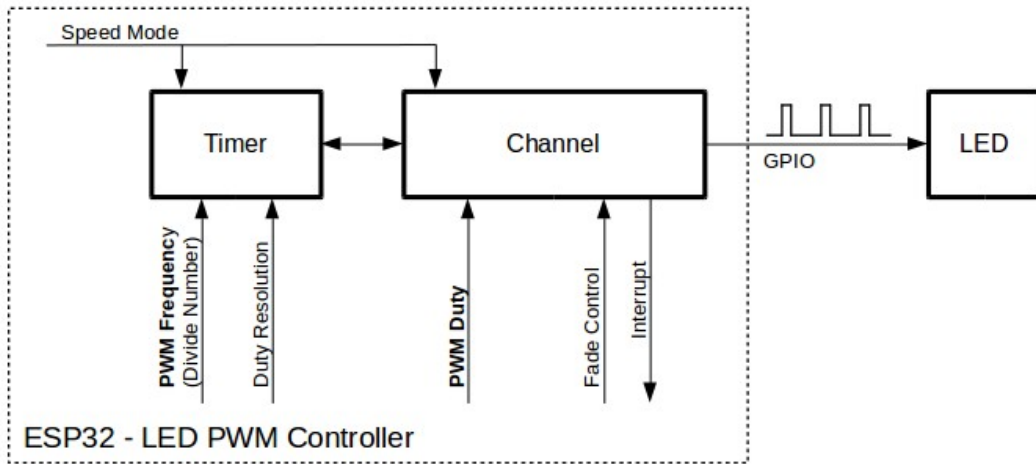 Speed Mode
Timer
Channel
GPIO
LED
PWM Frequency
(Divide Number)
Duty Resolution
PWM Duty
Fade Control
Interrupt
ESP32 - LED PWM Controller